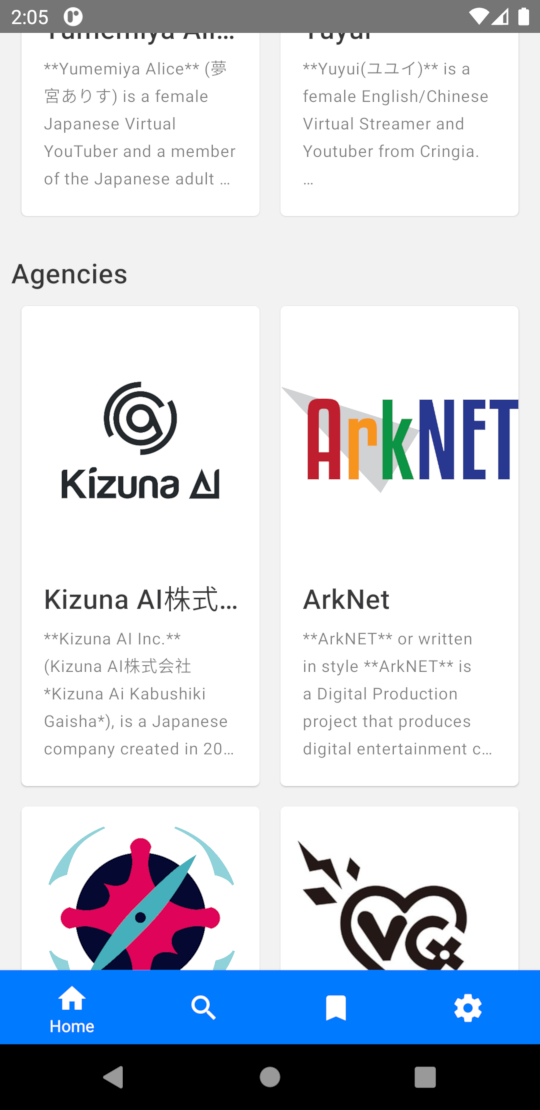 2:05
Yumemiya Ali...
Yuyui
**Yumemiya Alice** (夢
宮ありす) is a female
Japanese Virtual
YouTuber and a member
of the Japanese adult ...
**Yuyui(ユユイ)** is a
female English/Chinese
Virtual Streamer and
Youtuber from Cringia.
...
Agencies
Kizuna AI
ArkNET
Kizuna AI株式...
**Kizuna AI Inc.**
(Kizuna AI株式会社
*Kizuna Ai Kabushiki
Gaisha*), is a Japanese
company created in 20...
ArkNet
**ArkNET** or written
in style **ArkNET** is
a Digital Production
project that produces
digital entertainment c...
VG
Home